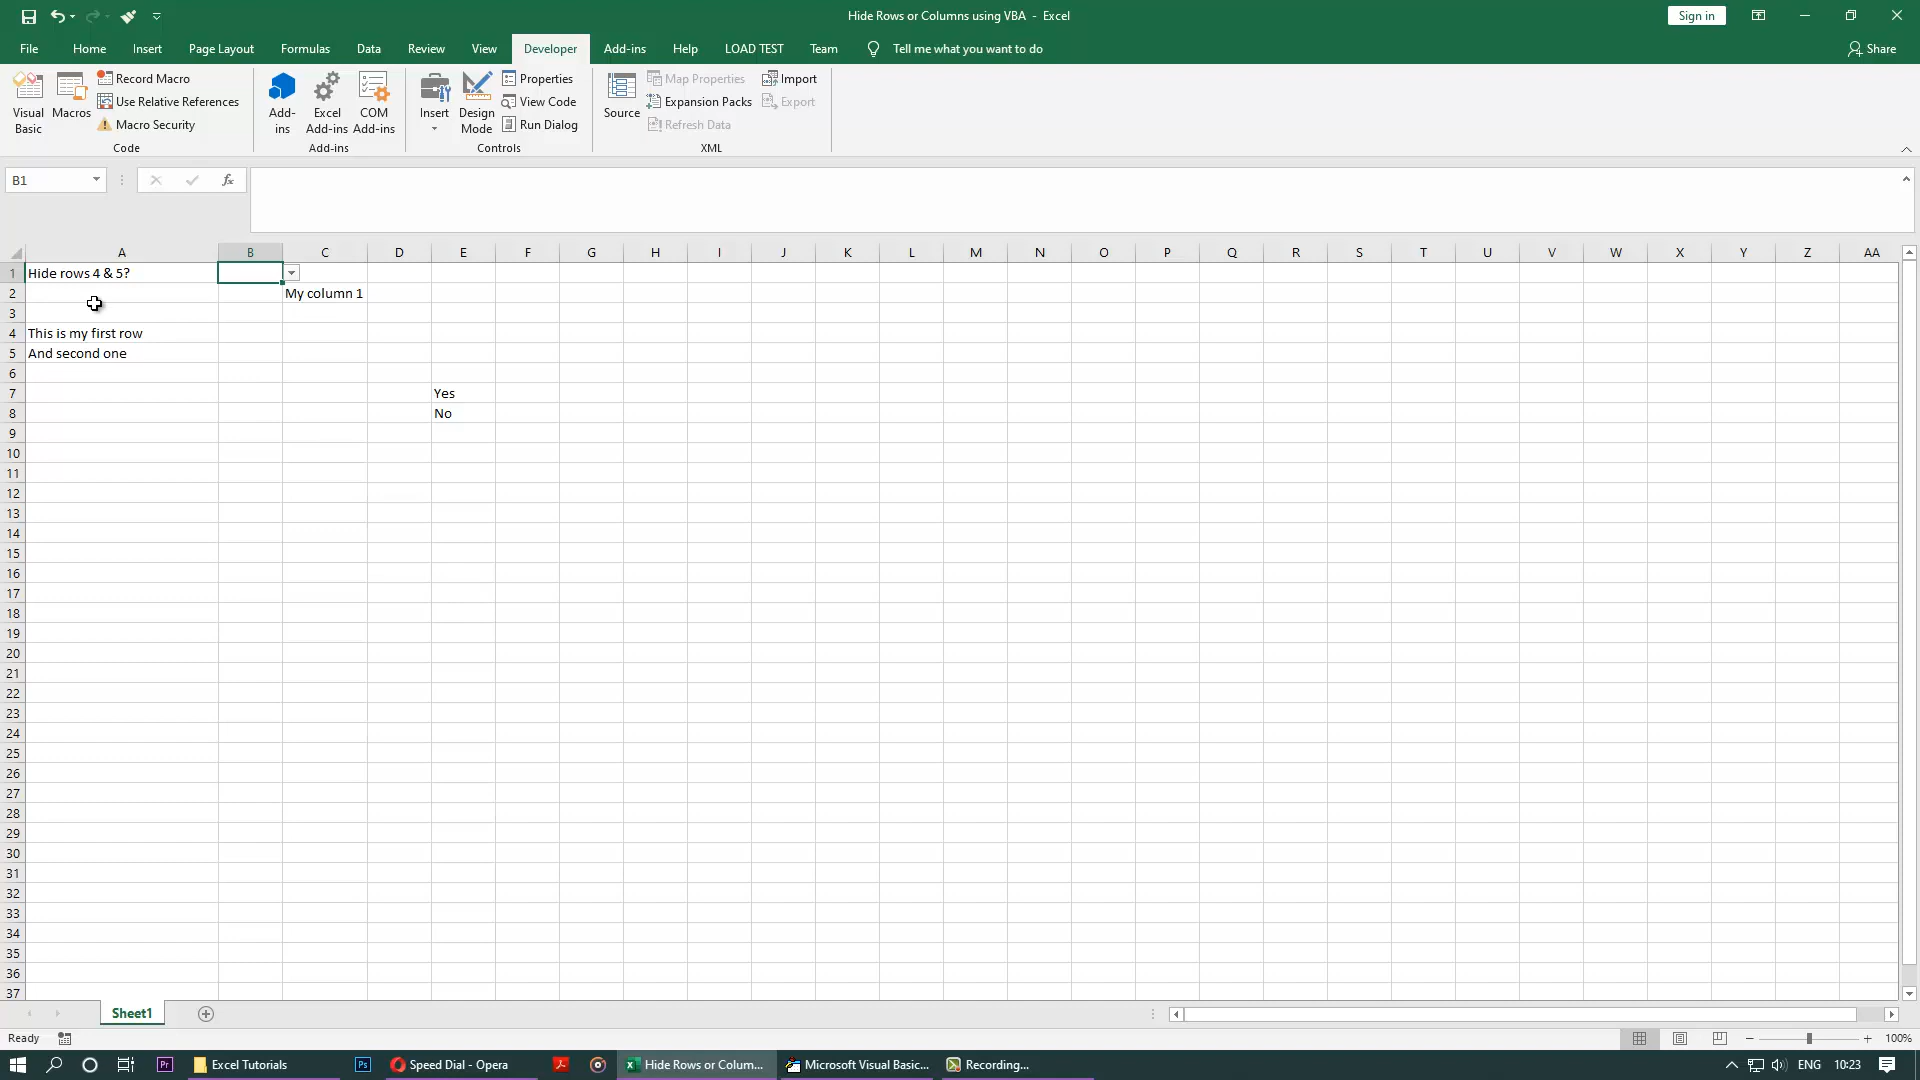 Hide Rows or Columns using VBA - Excel
Sign in
File Home Insert Page Layout Formulas Data Review View Developer Add-ins Help LOAD TEST Team Tell me what you want to do Share
Visual Basic
Macros
Record Macro
Use Relative References
Macro Security
Code
Add-ins
Excel Add-ins
COM Add-ins
Add-ins
Insert
Design Mode
Properties
View Code
Run Dialog
Controls
Source
Map Properties
Expansion Packs
Refresh Data
Import
Export
XML
B1
fx
A B C D E F G H I J K L M N O P Q R S T U V W X Y Z AA
1 Hide rows 4 & 5?
2 My column 1
3
4 This is my first row
5 And second one
6
7 Yes
8 No
9
10
11
12
13
14
15
16
17
18
19
20
21
22
23
24
25
26
27
28
29
30
31
32
33
34
35
36
37
Sheet1
Ready
100%
Pr Excel Tutorials Ps Speed Dial - Opera Hide Rows or Colum... Microsoft Visual Basic... Recording... ENG 10:23